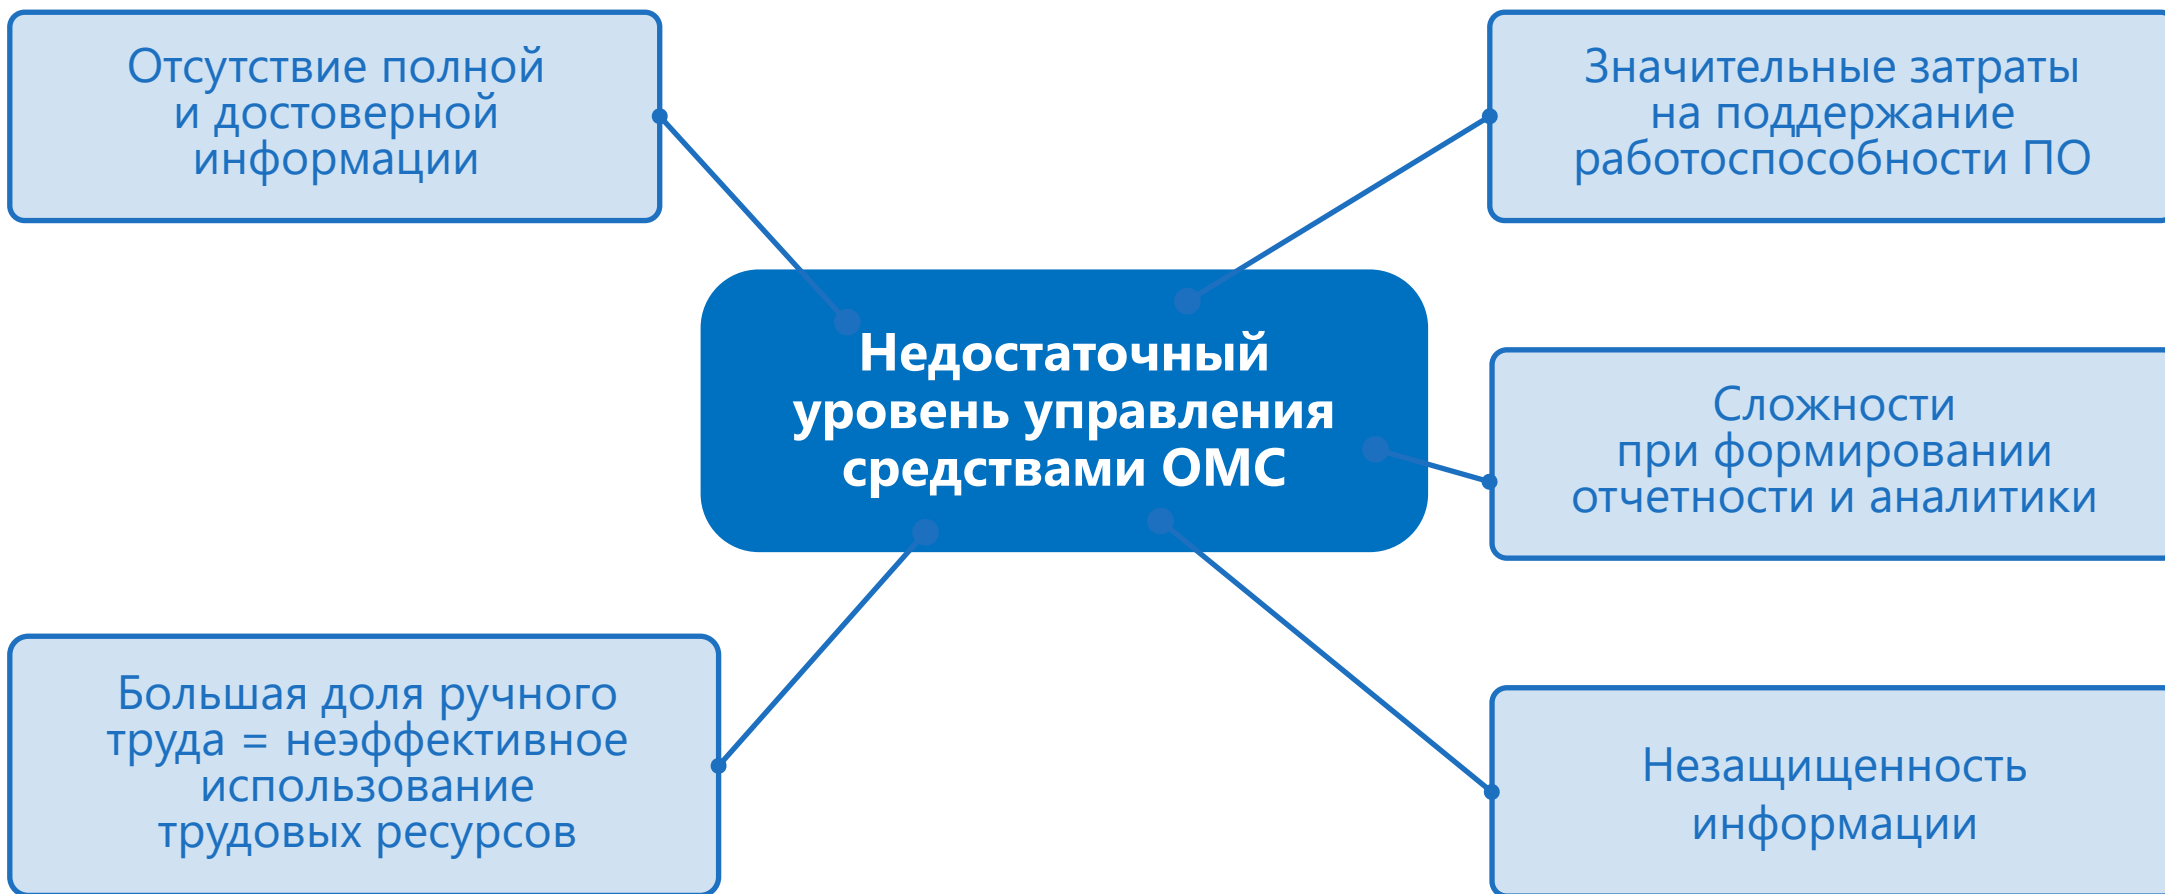 Отсутствие полной
и достоверной
информации
Значительные затраты
на поддержание
работоспособности ПО
Недостаточный
уровень управления
средствами ОМС
Сложности
при формировании
отчетности и аналитики
Большая доля ручного
труда = неэффективное
использование
трудовых ресурсов
Незащищенность
информации